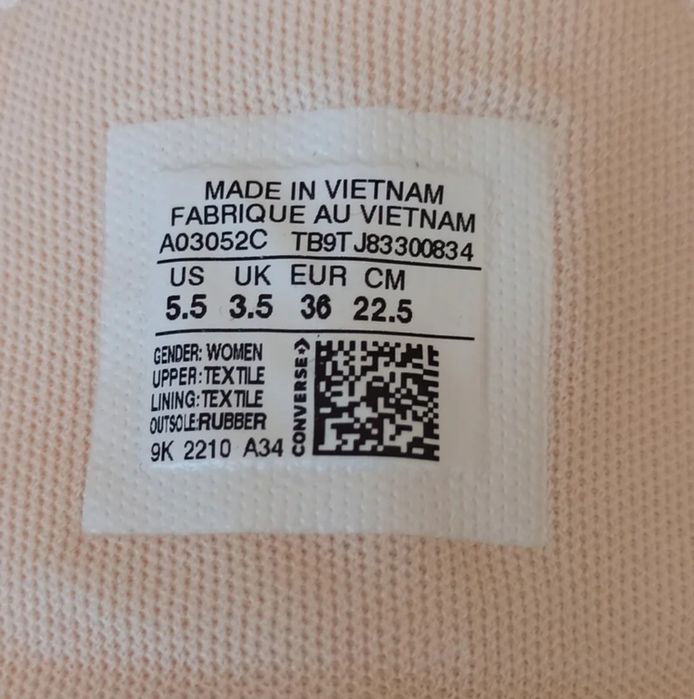 MADE IN VIETNAM
FABRIQUE AU VIETNAM
A03052C TB9TJ83300834
US UK EUR CM
5.5 3.5 36 22.5
GENDER: WOMEN
UPPER:TEXTILE
LINING:TEXTILE
OUTSOLE:RUBBER
9K 2210 A34
CONVERSE